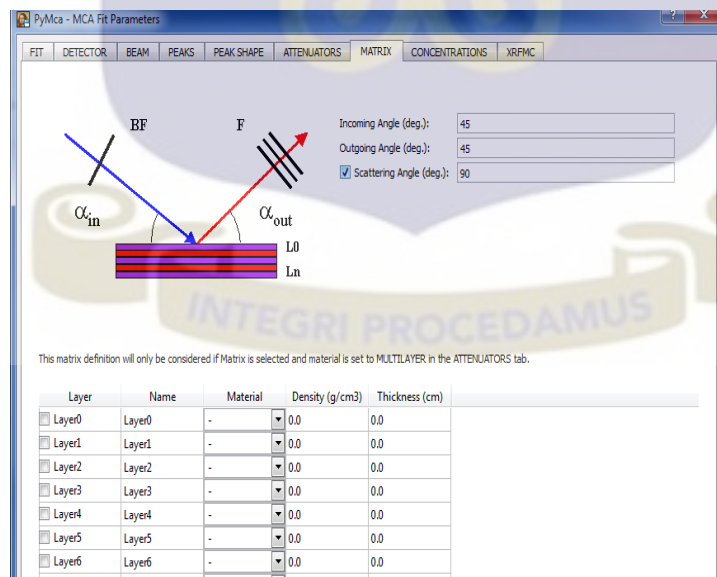 PyMca - MCA Fit Parameters
FIT DETECTOR BEAM PEAKS PEAK SHAPE ATTENUATORS MATRIX CONCENTRATIONS XRFMC
BF F
Incoming Angle (deg.): 45
Outgoing Angle (deg.): 45
Scattering Angle (deg.): 90
αin αout
L0
Ln
INTEGRI PROCEDAMUS
This matrix definition will only be considered if Matrix is selected and material is set to MULTILAYER in the ATTENUATORS tab.
Layer Name Material Density (g/cm3) Thickness (cm)
Layer0 Layer0 - 0.0 0.0
Layer1 Layer1 - 0.0 0.0
Layer2 Layer2 - 0.0 0.0
Layer3 Layer3 - 0.0 0.0
Layer4 Layer4 - 0.0 0.0
Layer5 Layer5 - 0.0 0.0
Layer6 Layer6 - 0.0 0.0